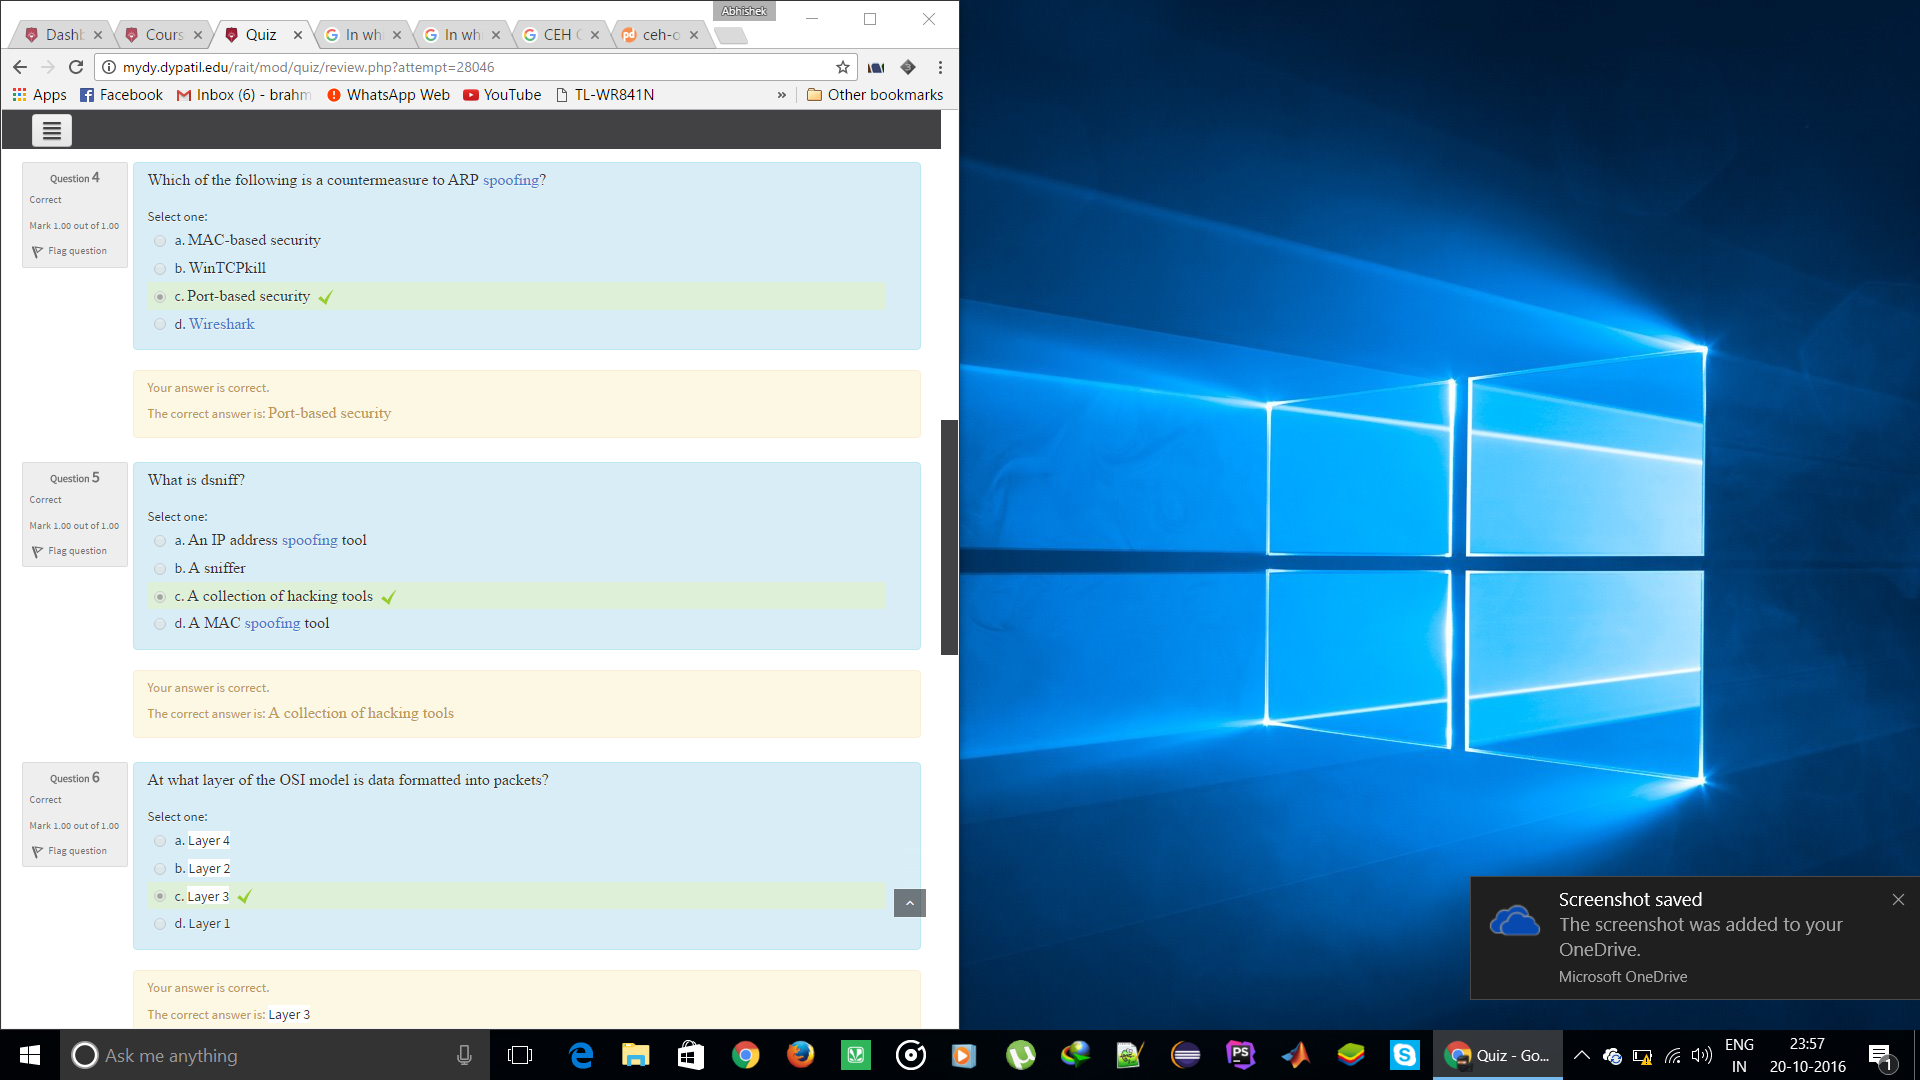 Abhishek
Dashb
Cours
Quiz
In whi
In whi
CEH C
ceh-c
mydy.dypatil.edu/rait/mod/quiz/review.php?attempt=28046
Apps
Facebook
Inbox (6) - brahm
WhatsApp Web
YouTube
TL-WR841N
»
Other bookmarks
Question 4
Correct
Mark 1.00 out of 1.00
Flag question
Which of the following is a countermeasure to ARP spoofing?
Select one:
a. MAC-based security
b. WinTCPkill
c. Port-based security
d. Wireshark
Your answer is correct.
The correct answer is: Port-based security
Question 5
Correct
Mark 1.00 out of 1.00
Flag question
What is dsniff?
Select one:
a. An IP address spoofing tool
b. A sniffer
c. A collection of hacking tools
d. A MAC spoofing tool
Your answer is correct.
The correct answer is: A collection of hacking tools
Question 6
Correct
Mark 1.00 out of 1.00
Flag question
At what layer of the OSI model is data formatted into packets?
Select one:
a. Layer 4
b. Layer 2
c. Layer 3
d. Layer 1
Your answer is correct.
The correct answer is: Layer 3
Screenshot saved
The screenshot was added to your
OneDrive.
Microsoft OneDrive
Ask me anything
PS
Quiz - Go...
ENG
IN
23:57
20-10-2016
1